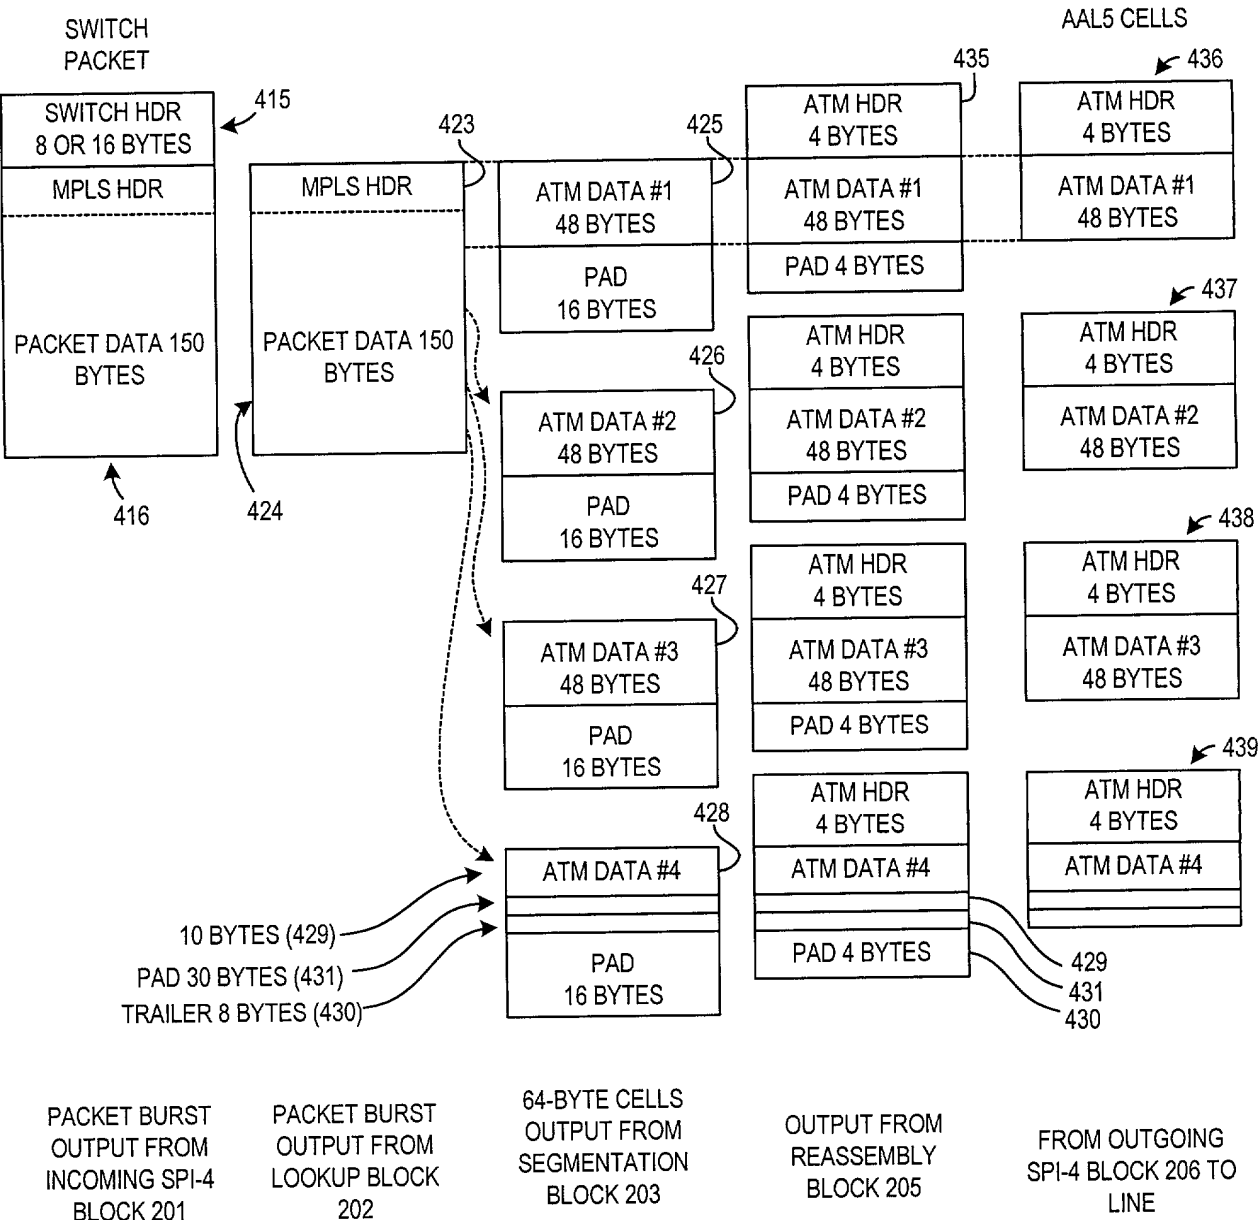 SWITCH
PACKET
SWITCH HDR
8 OR 16 BYTES
MPLS HDR
PACKET DATA 150
BYTES
415
416
MPLS HDR
PACKET DATA 150
BYTES
423
424
ATM DATA #1
48 BYTES
PAD
16 BYTES
425
ATM DATA #2
48 BYTES
PAD
16 BYTES
426
ATM DATA #3
48 BYTES
PAD
16 BYTES
427
ATM DATA #4
PAD
16 BYTES
428
10 BYTES (429)
PAD 30 BYTES (431)
TRAILER 8 BYTES (430)
435
ATM HDR
4 BYTES
ATM DATA #1
48 BYTES
PAD 4 BYTES
ATM HDR
4 BYTES
ATM DATA #2
48 BYTES
PAD 4 BYTES
ATM HDR
4 BYTES
ATM DATA #3
48 BYTES
PAD 4 BYTES
ATM HDR
4 BYTES
ATM DATA #4
PAD 4 BYTES
429
431
430
AAL5 CELLS
436
ATM HDR
4 BYTES
ATM DATA #1
48 BYTES
437
ATM HDR
4 BYTES
ATM DATA #2
48 BYTES
438
ATM HDR
4 BYTES
ATM DATA #3
48 BYTES
439
ATM HDR
4 BYTES
ATM DATA #4
PACKET BURST
OUTPUT FROM
INCOMING SPI-4
BLOCK 201
PACKET BURST
OUTPUT FROM
LOOKUP BLOCK
202
64-BYTE CELLS
OUTPUT FROM
SEGMENTATION
BLOCK 203
OUTPUT FROM
REASSEMBLY
BLOCK 205
FROM OUTGOING
SPI-4 BLOCK 206 TO
LINE